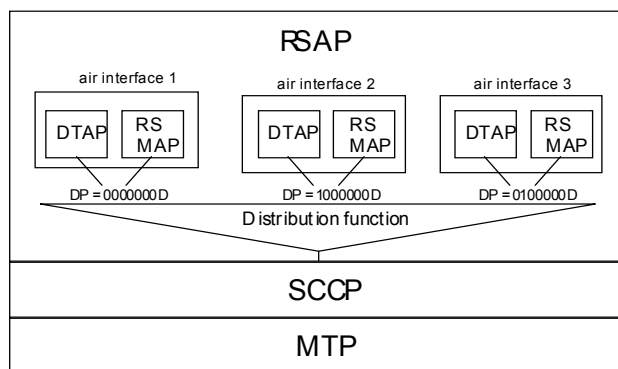 RSAP
air interface 1
air interface 2
air interface 3
DTAP
RS
MAP
DTAP
RS
MAP
DTAP
RS
MAP
DP = 0000000D
DP = 1000000D
DP = 0100000D
Distribution function
SCCP
MTP